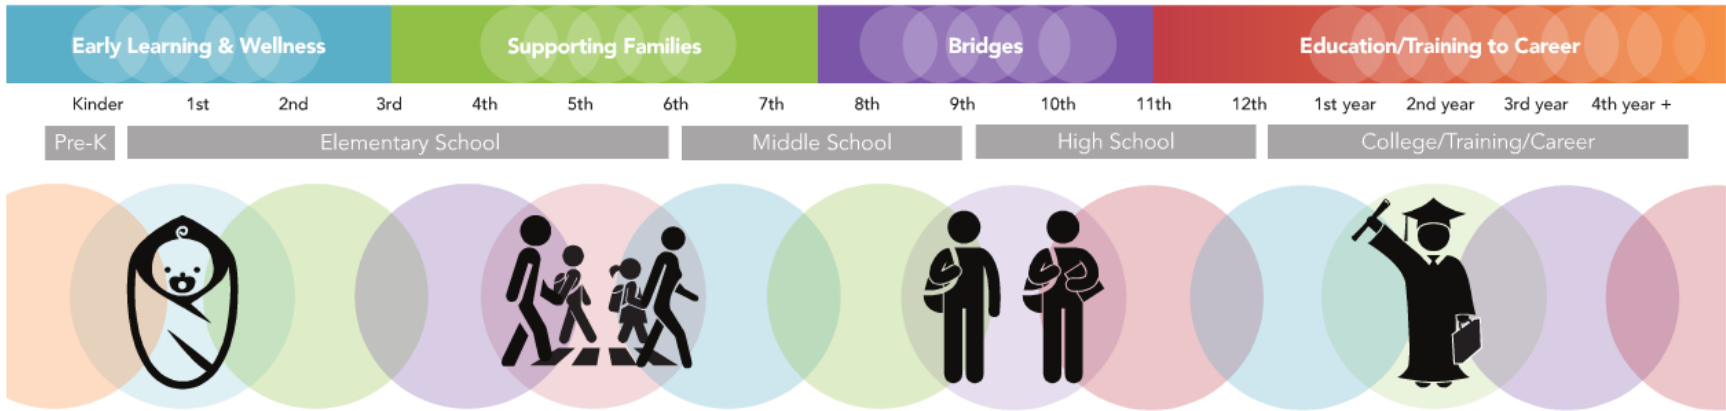 Early Learning & Wellness Supporting Families Bridges Education/Training to Career
Kinder 1st 2nd 3rd 4th 5th 6th 7th 8th 9th 10th 11th 12th 1st year 2nd year 3rd year 4th year +
Pre-K Elementary School Middle School High School College/Training/Career